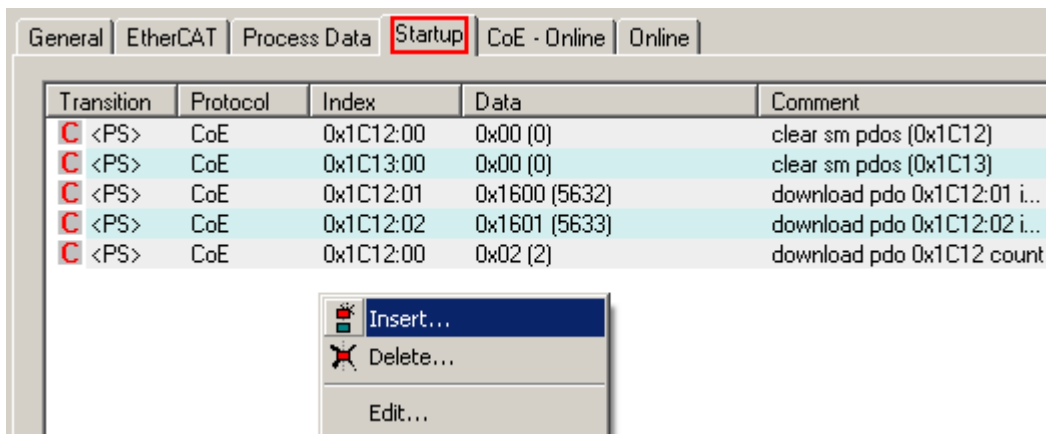 General EtherCAT Process Data Startup CoE - Online Online
Transition Protocol Index Data Comment
C <PS> CoE 0x1C12:00 0x00 (0) clear sm pdos (0x1C12)
C <PS> CoE 0x1C13:00 0x00 (0) clear sm pdos (0x1C13)
C <PS> CoE 0x1C12:01 0x1600 (5632) download pdo 0x1C12:01 i...
C <PS> CoE 0x1C12:02 0x1601 (5633) download pdo 0x1C12:02 i...
C <PS> CoE 0x1C12:00 0x02 (2) download pdo 0x1C12 count
Insert...
Delete...
Edit...